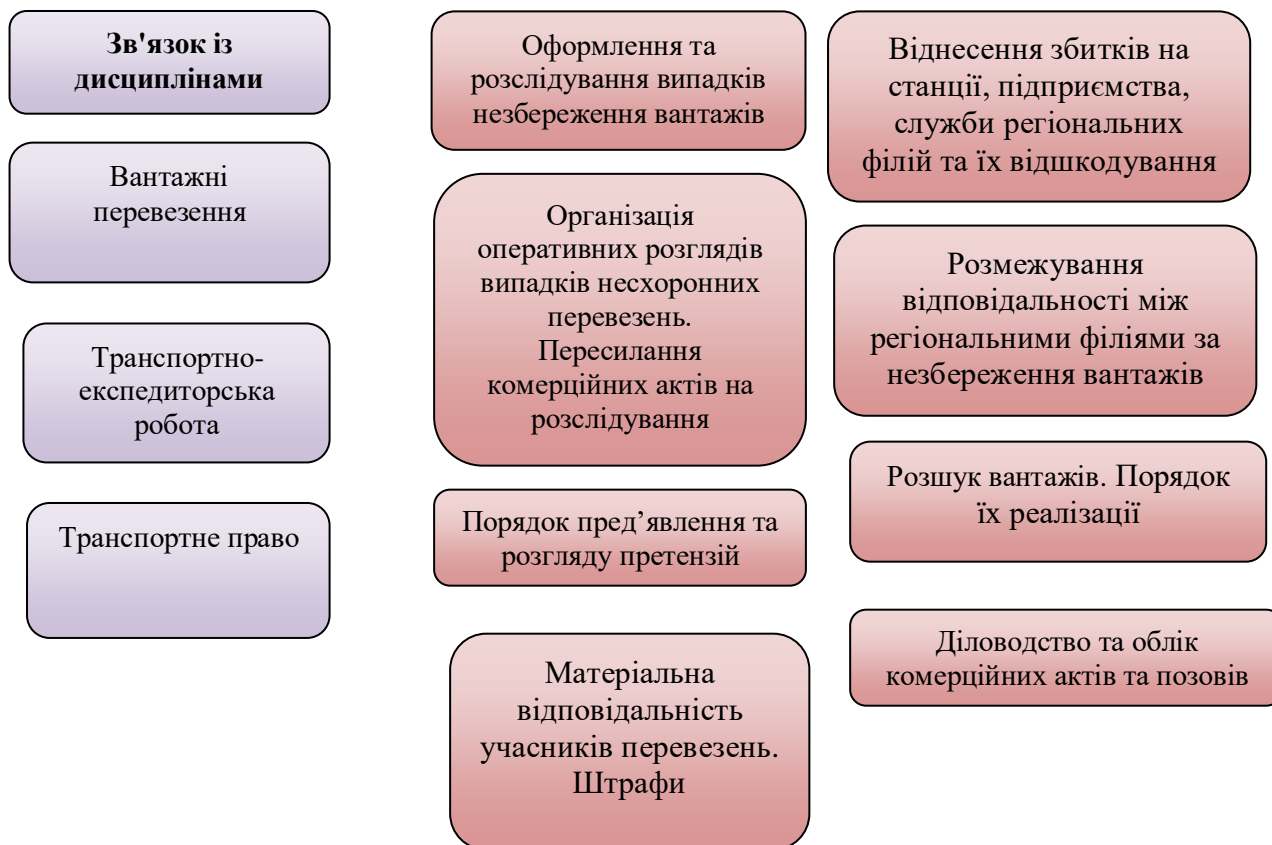 Зв'язок із
дисциплінами
Вантажні
перевезення
Транспортно-
експедиторська
робота
Транспортне право
Оформлення та
розслідування випадків
незбереження вантажів
Організація
оперативних розглядів
випадків несхоронних
перевезень.
Пересилання
комерційних актів на
розслідування
Порядок пред’явлення та
розгляду претензій
Матеріальна
відповідальність
учасників перевезень.
Штрафи
Віднесення збитків на
станції, підприємства,
служби регіональних
філій та їх відшкодування
Розмежування
відповідальності між
регіональними філіями за
незбереження вантажів
Розшук вантажів. Порядок
їх реалізації
Діловодство та облік
комерційних актів та позовів